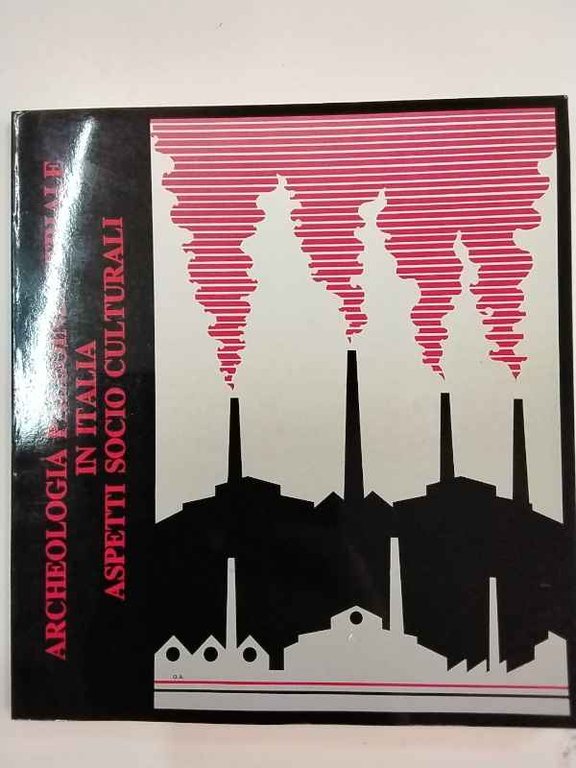 ARCHEOLOGIA
IN ITALIA
ASPETTI SOCIO CULTURALI